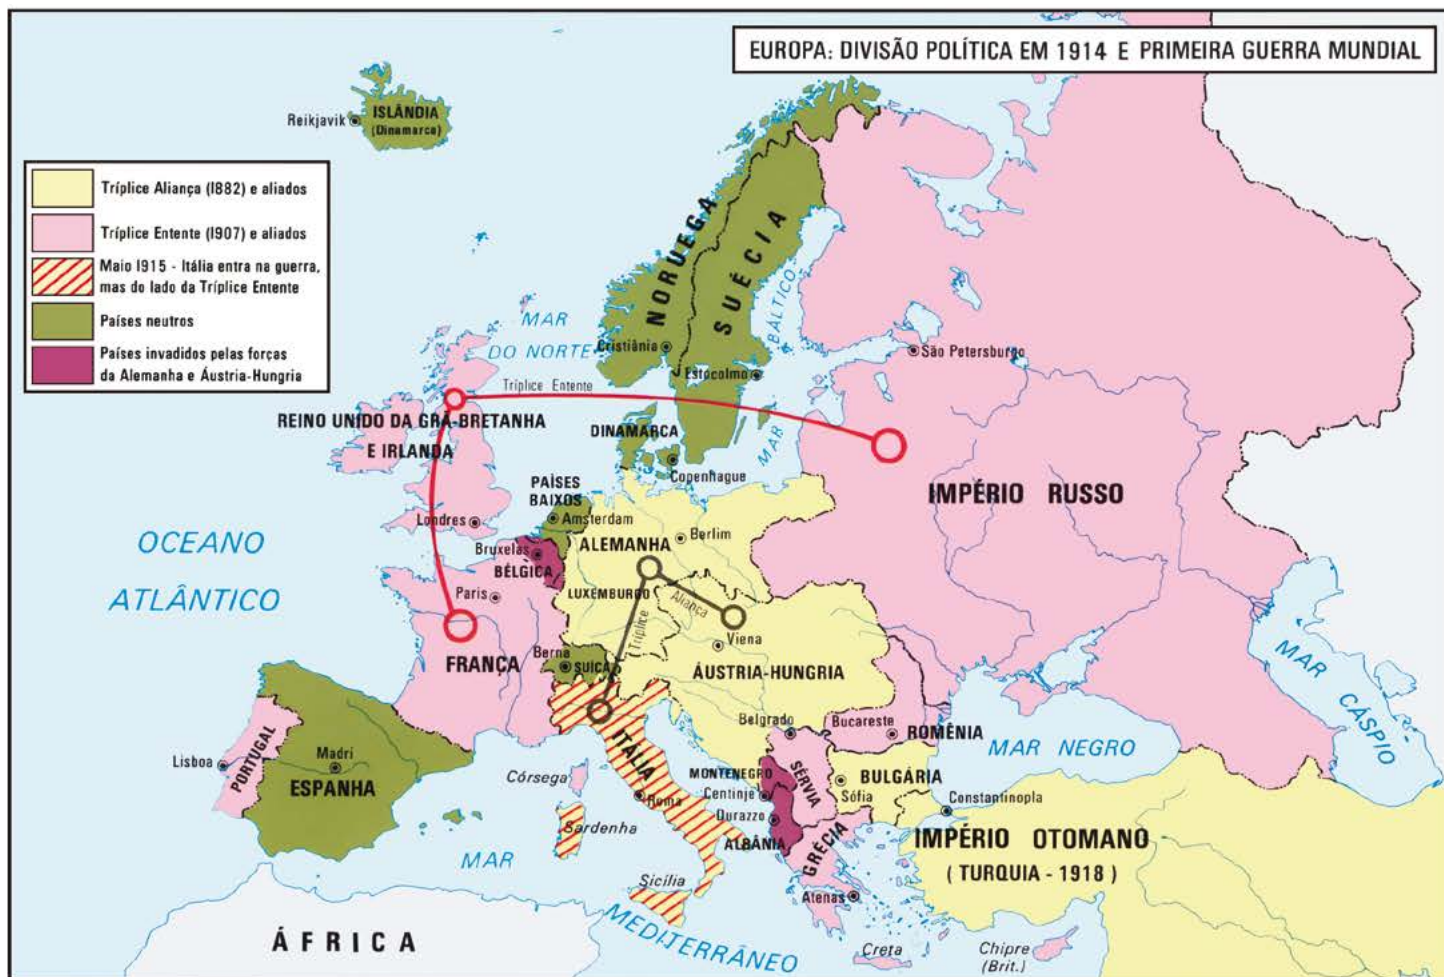 EUROPA: DIVISÃO POLÍTICA EM 1914 E PRIMEIRA GUERRA MUNDIAL
Tríplice Aliança (1882) e aliados
Tríplice Entente (1907) e aliados
Maio 1915 - Itália entra na guerra,
mas do lado da Tríplice Entente
Países neutros
Países invadidos pelas forças
da Alemanha e Áustria-Hungria
Reikjavik
ISLÂNDIA
(Dinamarca)
NORUEGA
SUÉCIA
MAR
DO NORTE
Cristiânia
Estocolmo
MAR BÁLTICO
São Petersburgo
Tríplice Entente
REINO UNIDO DA GRÃ-BRETANHA
E IRLANDA
DINAMARCA
Copenhague
IMPÉRIO RUSSO
PAÍSES
BAIXOS
Amsterdam
Londres
Berlim
ALEMANHA
Bruxelas
BÉLGICA
OCEANO
ATLÂNTICO
Paris
LUXEMBURGO
Tríplice
Aliança
Viena
FRANÇA
Berna
SUIÇA
ÁUSTRIA-HUNGRIA
MAR CÁSPIO
Belgrado
Bucareste
ROMÊNIA
MAR NEGRO
PORTUGAL
Lisboa
Madri
ESPANHA
Córsega
ITÁLIA
Roma
MONTENEGRO
Centinje
SÉRVIA
BULGÁRIA
Sófia
Constantinopla
Durazzo
ALBÂNIA
GRÉCIA
Sardenha
IMPÉRIO OTOMANO
( TURQUIA - 1918 )
MAR
MEDITERRÂNEO
Sicília
Atenas
ÁFRICA
Creta
Chipre
(Brit.)